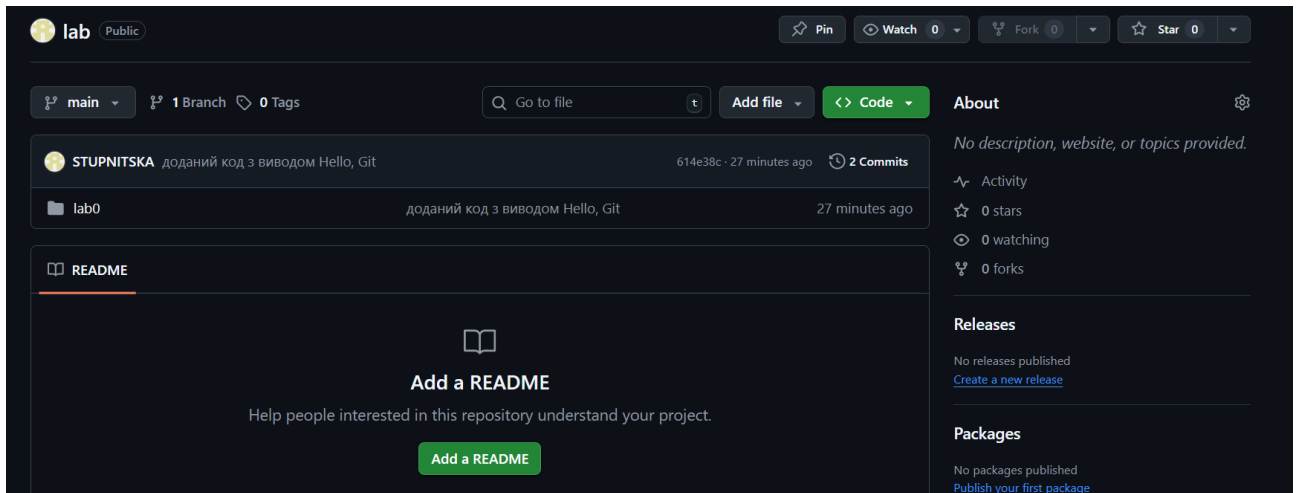 lab Public Pin Watch 0 Fork 0 Star 0
main 1 Branch 0 Tags Go to file t Add file Code
STUPNITSKA доданий код з виводом Hello, Git 614e38c · 27 minutes ago 2 Commits
lab0 доданий код з виводом Hello, Git 27 minutes ago
README
Add a README
Help people interested in this repository understand your project.
Add a README
About
No description, website, or topics provided.
Activity
0 stars
0 watching
0 forks
Releases
No releases published
Create a new release
Packages
No packages published
Publish your first package